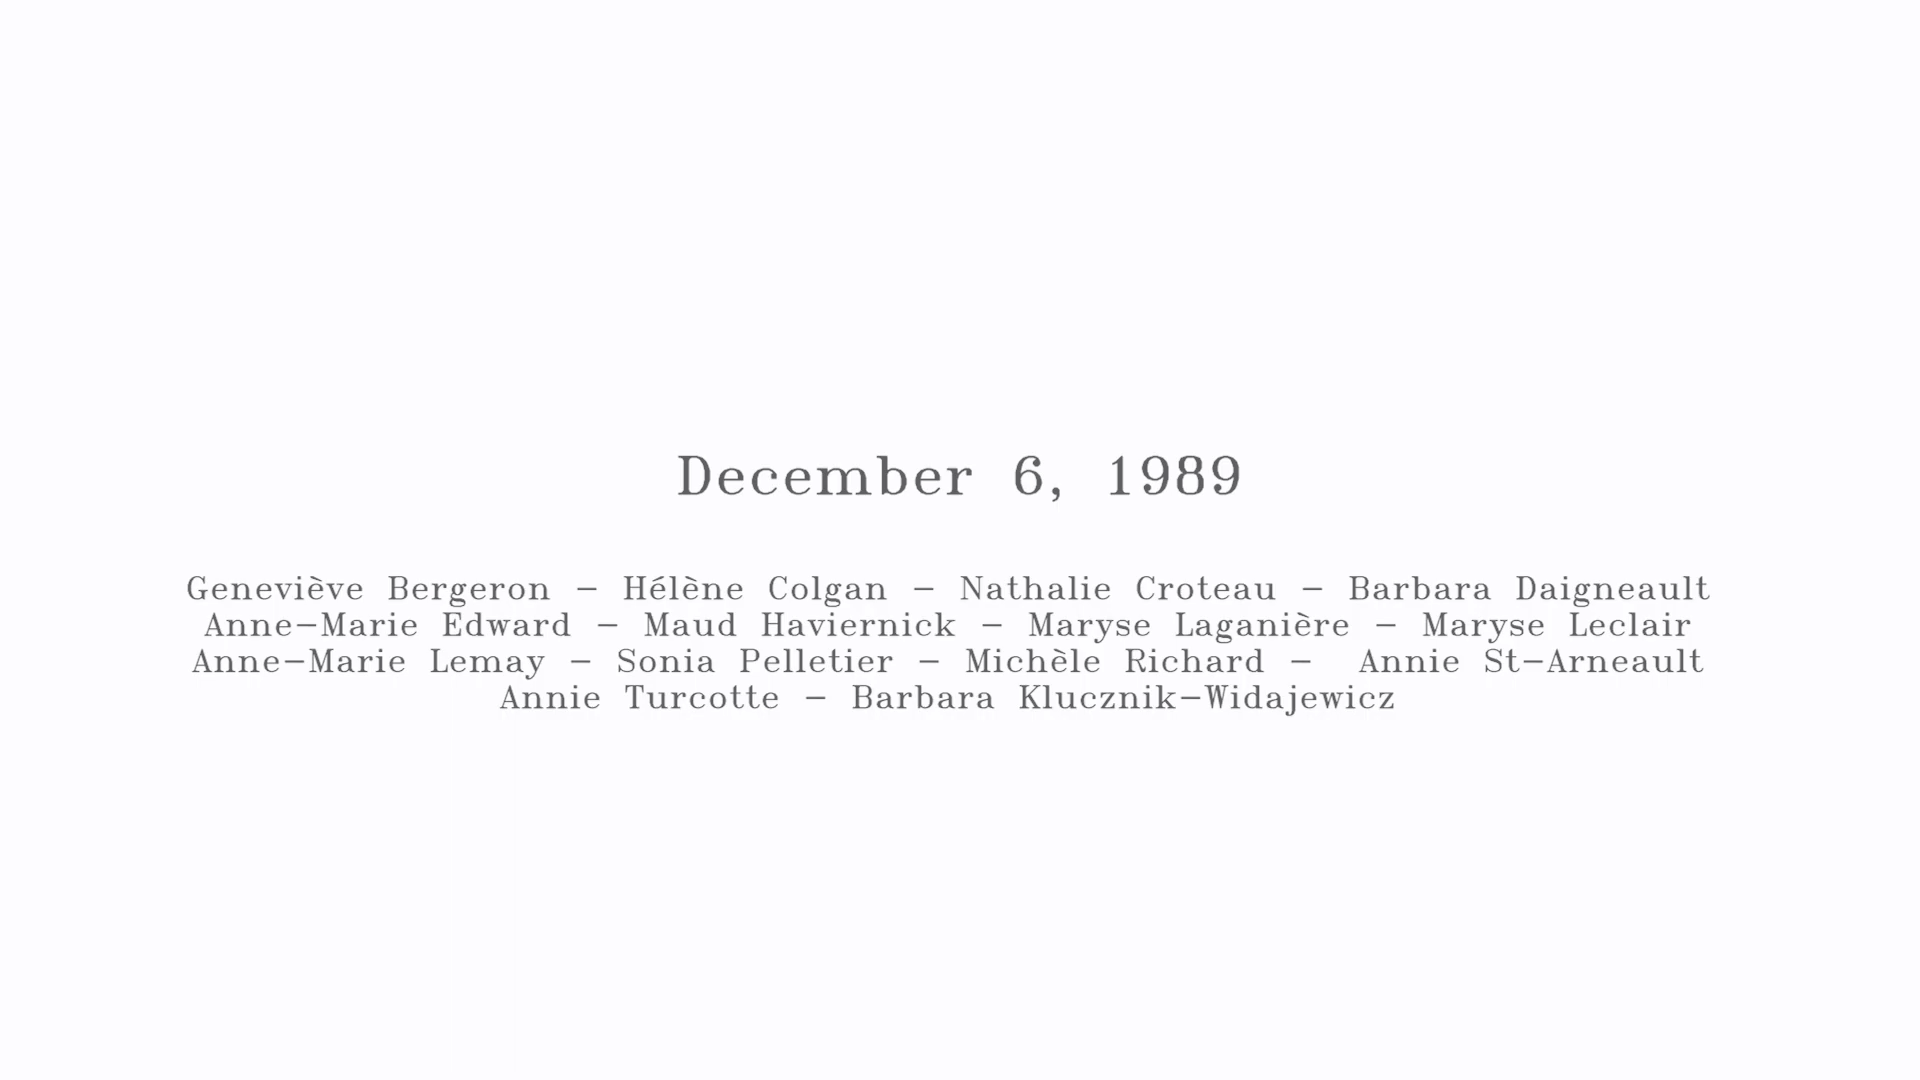 December 6, 1989
Geneviève Bergeron - Hélène Colgan - Nathalie Croteau - Barbara Daigneault
Anne-Marie Edward - Maud Haviernick - Maryse Laganière - Maryse Leclair
Anne-Marie Lemay - Sonia Pelletier - Michèle Richard - Annie St-Arneault
Annie Turcotte - Barbara Klucznik-Widajewicz